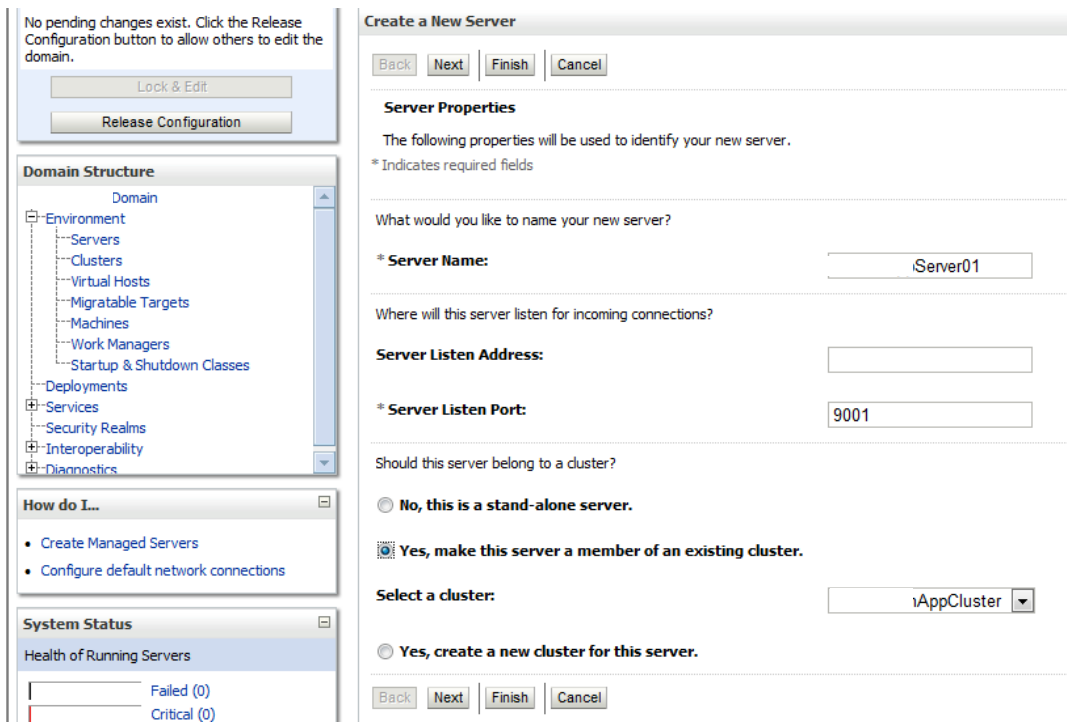 No pending changes exist. Click the Release
Configuration button to allow others to edit the
domain.
Lock & Edit
Release Configuration
Domain Structure
Domain
Environment
Servers
Clusters
Virtual Hosts
Migratable Targets
Machines
Work Managers
Startup & Shutdown Classes
Deployments
Services
Security Realms
Interoperability
Diagnostics
How do I...
Create Managed Servers
Configure default network connections
System Status
Health of Running Servers
Failed (0)
Critical (0)
Create a New Server
Back Next Finish Cancel
Server Properties
The following properties will be used to identify your new server.
* Indicates required fields
What would you like to name your new server?
* Server Name:
Server01
Where will this server listen for incoming connections?
Server Listen Address:
* Server Listen Port:
9001
Should this server belong to a cluster?
No, this is a stand-alone server.
Yes, make this server a member of an existing cluster.
Select a cluster:
AppCluster
Yes, create a new cluster for this server.
Back Next Finish Cancel